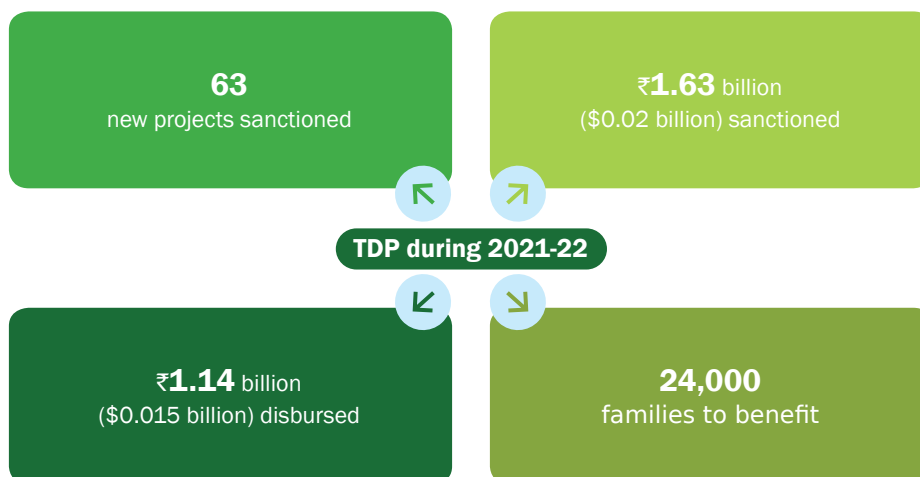 63
new projects sanctioned
₹1.63 billion
($0.02 billion) sanctioned
TDP during 2021-22
₹1.14 billion
($0.015 billion) disbursed
24,000
families to benefit